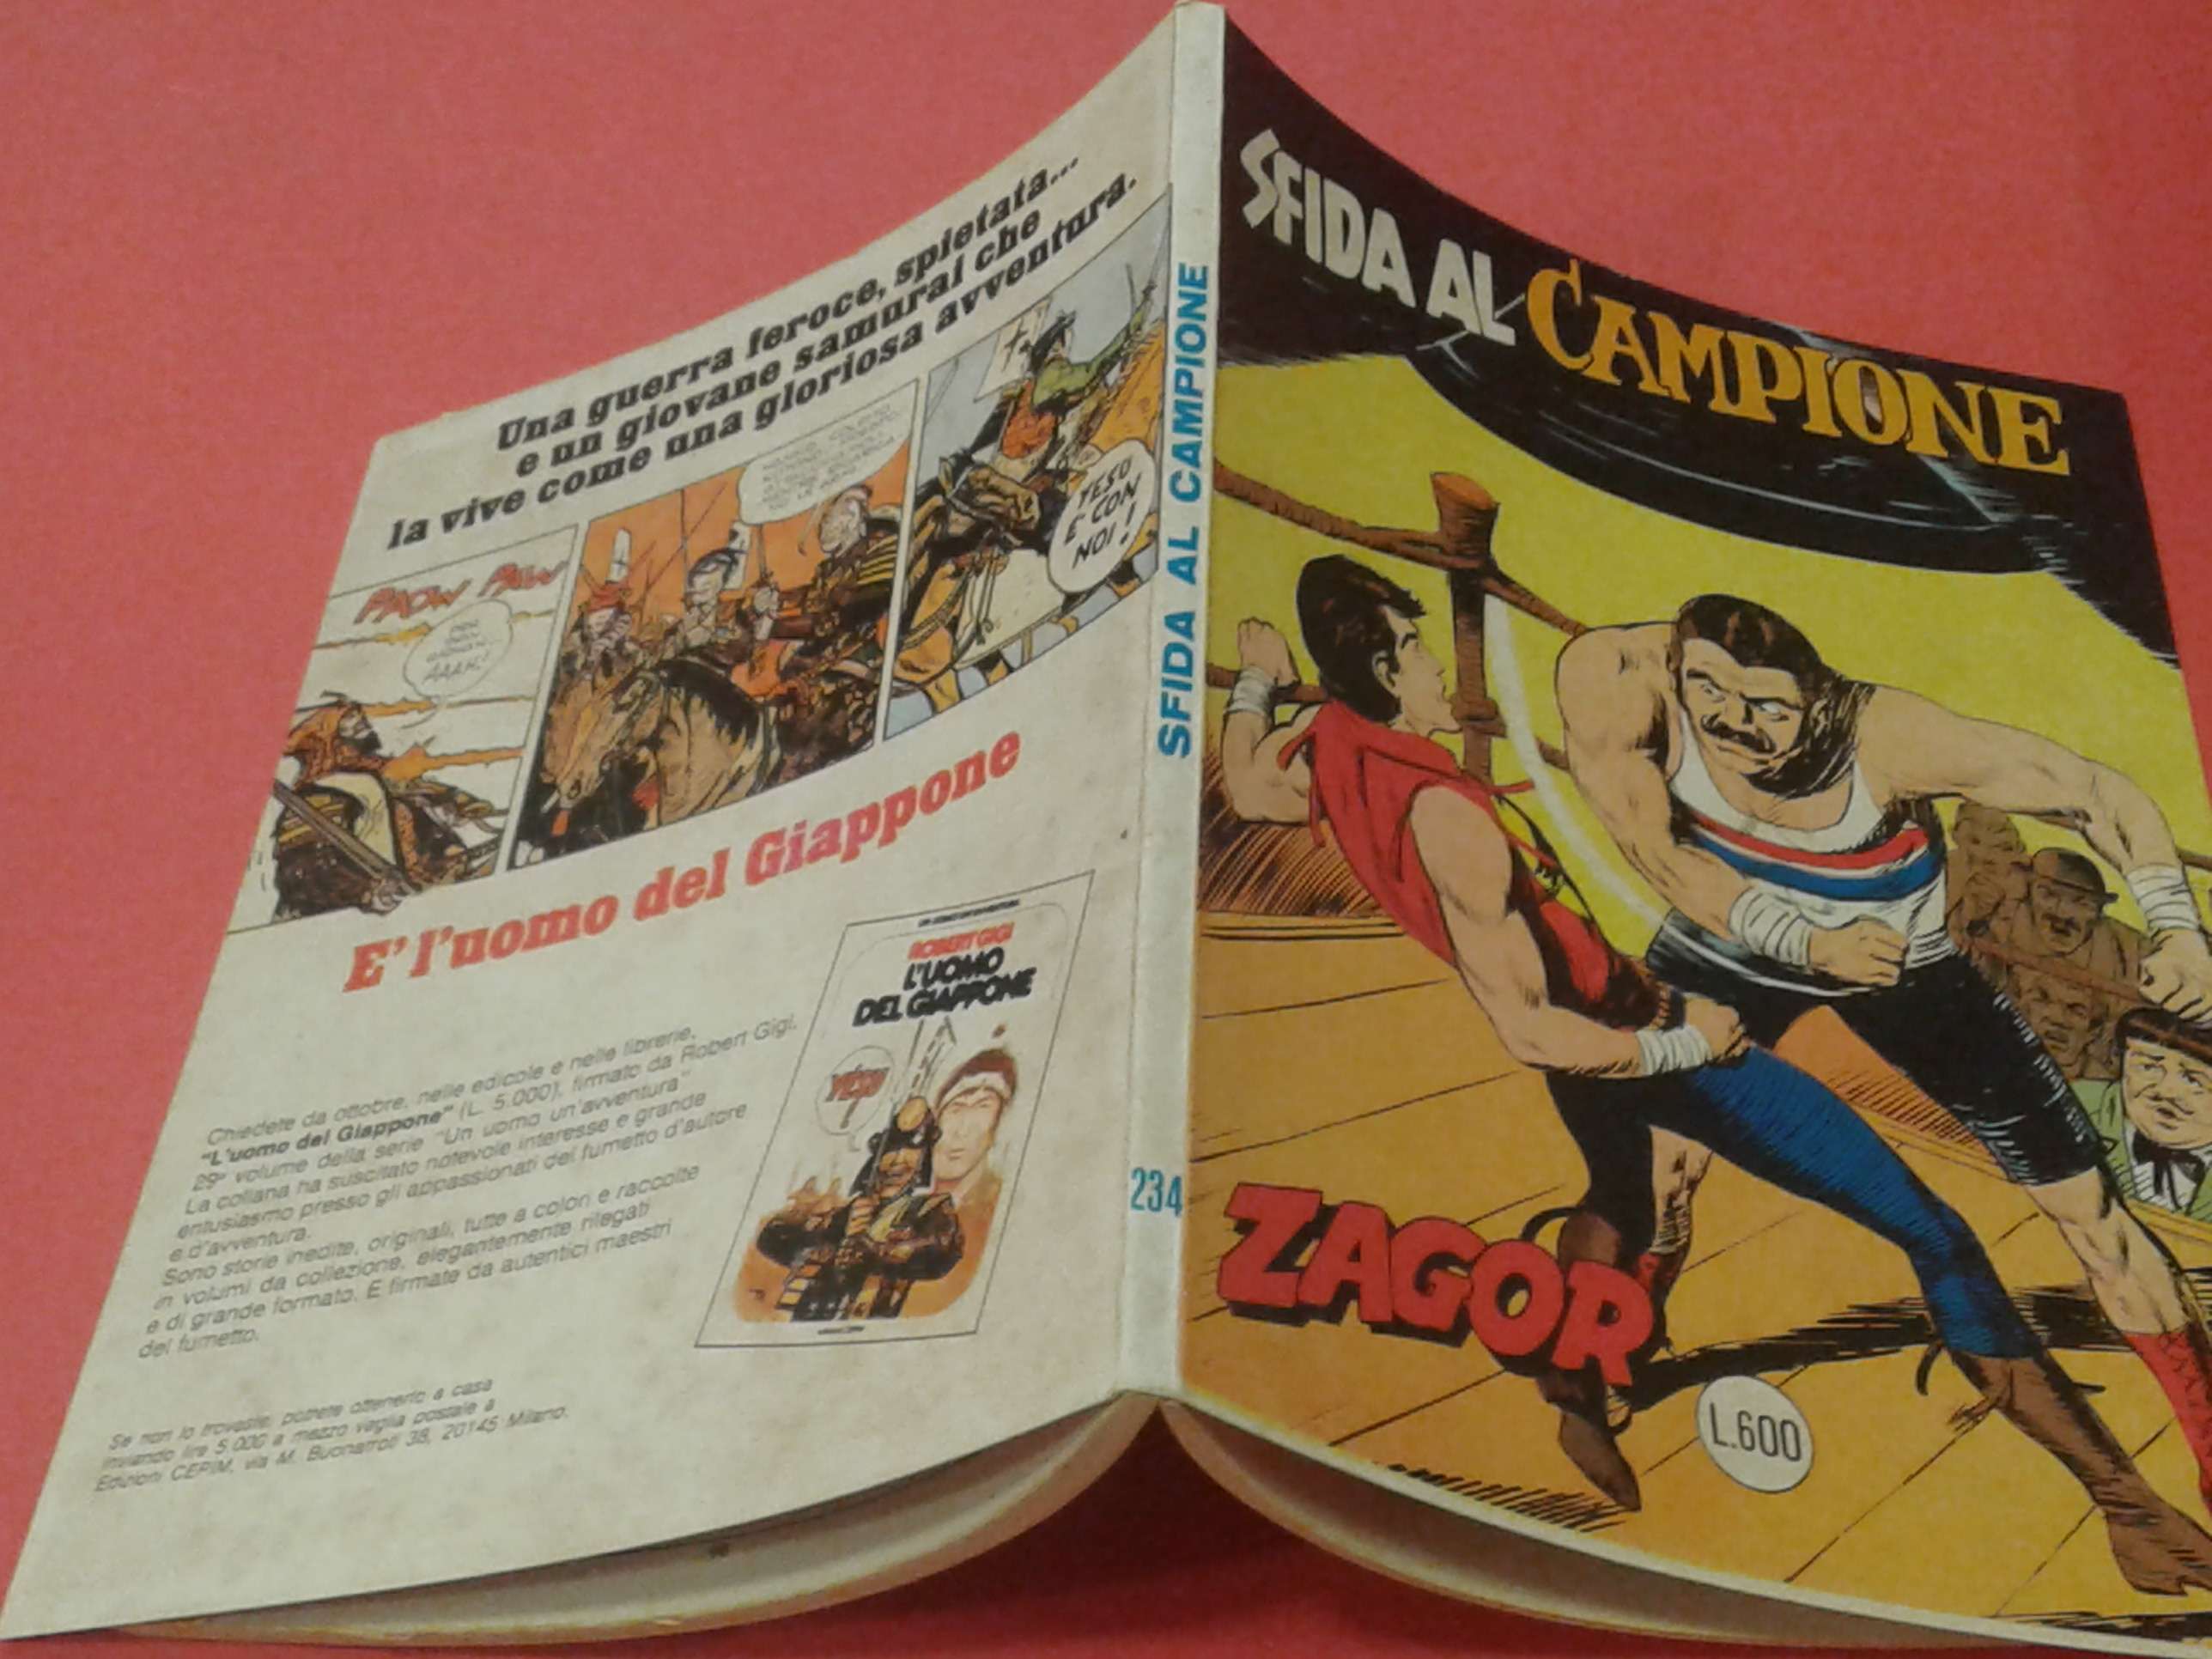 Una guerra feroce, spietata...
e un giovane samurai che
la vive come una gloriosa avventura.
PAOW PAW
AAAH!
YESU
E' CON
NOI!
E' l'uomo del Giappone
ROBERT GIGI
L'UOMO
DEL GIAPPONE
YESU
!
Chiedete da ottobre, nelle edicole e nelle librerie,
"L'uomo del Giappone" (L. 5.000), firmato da Robert Gigi,
29º volume della serie "Un uomo un'avventura"
La collana ha suscitato notevole interesse e grande
entusiasmo presso gli appassionati del fumetto d'autore
e d'avventura.
Sono storie inedite, originali, tutte a colori e raccolte
in volumi da collezione, elegantemente rilegati
e di grande formato. E firmate da autentici maestri
del fumetto.
Se non lo trovaste, potrete ottenerlo a casa
inviando lire 5.000 a mezzo vaglia postale a
Edizioni CEPIM, via M. Buonarroti 38, 20145 Milano.
SFIDA AL CAMPIONE
234
SFIDA AL CAMPIONE
ZAGOR
L.600